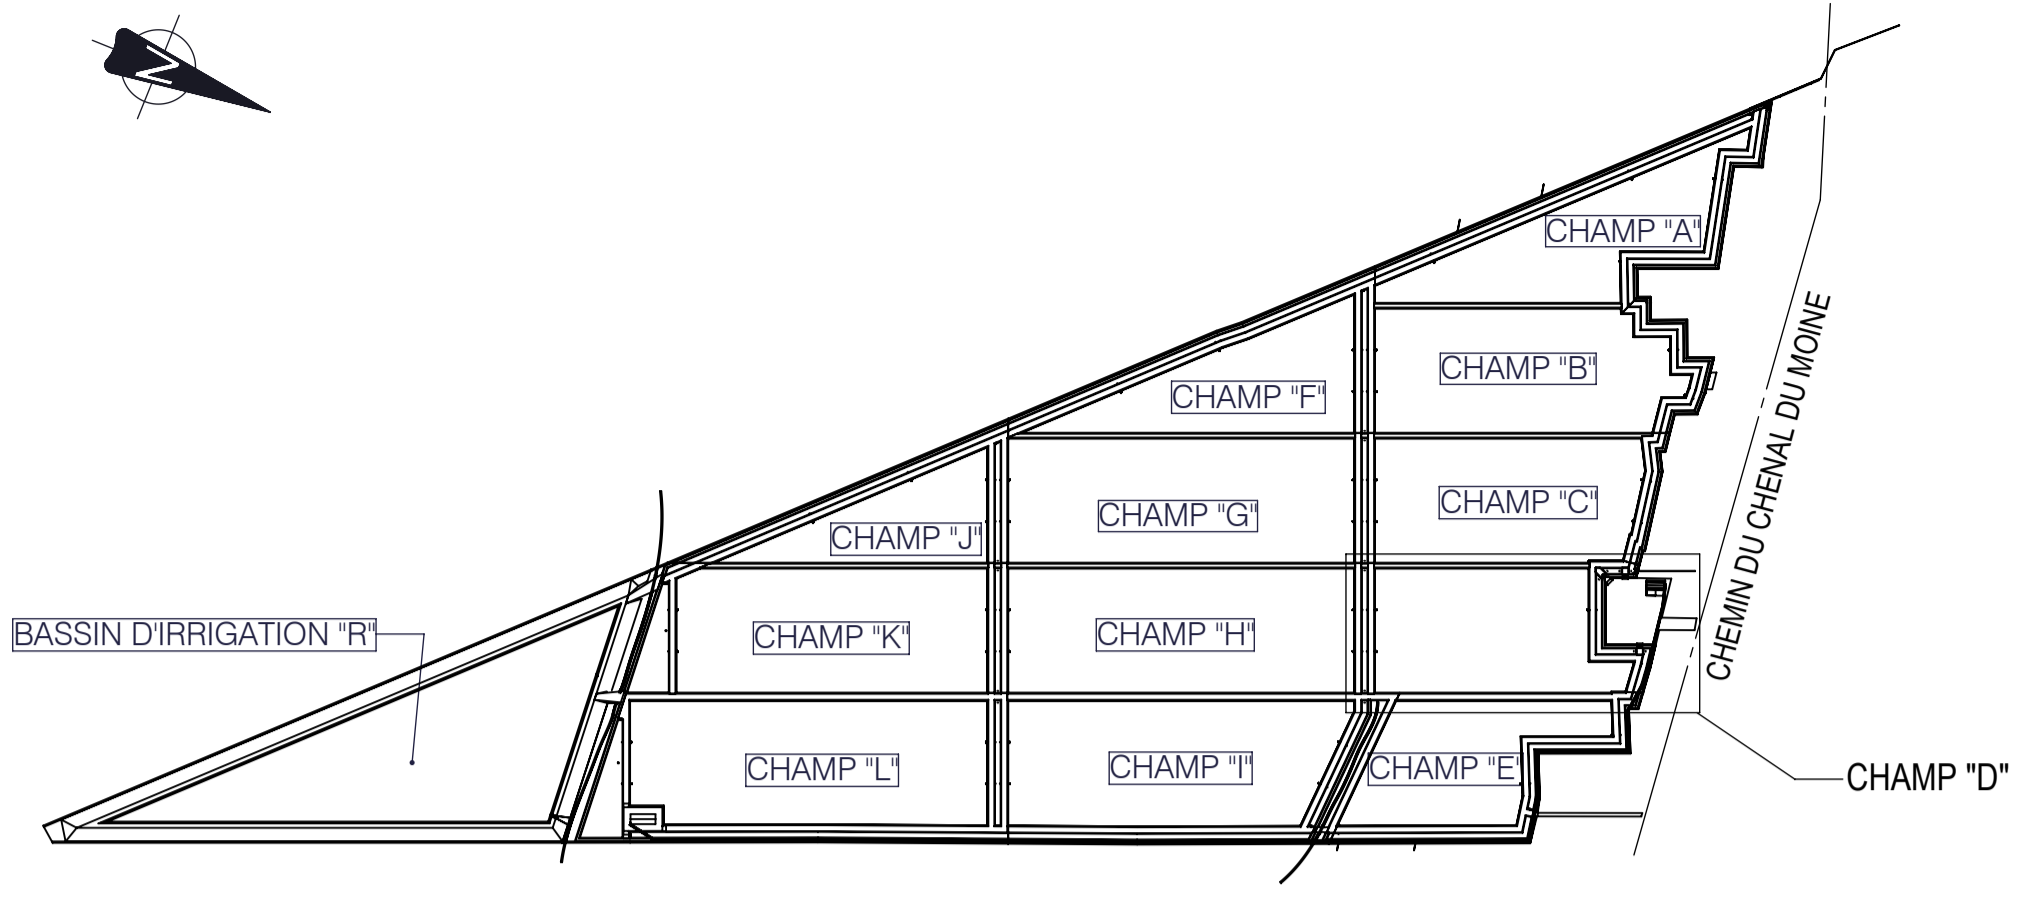 N
CHAMP "A"
CHAMP "B"
CHAMP "F"
CHAMP "C"
CHAMP "G"
CHAMP "J"
CHEMIN DU CHENAL DU MOINE
BASSIN D'IRRIGATION "R"
CHAMP "K"
CHAMP "H"
CHAMP "L"
CHAMP "I"
CHAMP "E"
CHAMP "D"